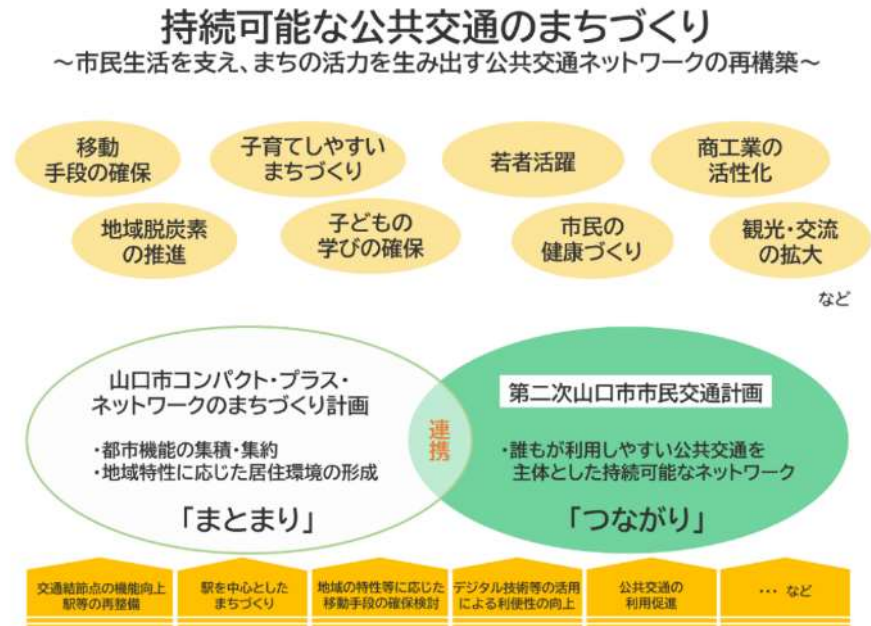 持続可能な公共交通のまちづくり
～市民生活を支え、まちの活力を生み出す公共交通ネットワークの再構築～
移動
手段の確保
子育てしやすい
まちづくり
若者活躍
商工業の
活性化
地域脱炭素
の推進
子どもの
学びの確保
市民の
健康づくり
観光・交流
の拡大
など
山口市コンパクト・プラス・
ネットワークのまちづくり計画
・都市機能の集積・集約
・地域特性に応じた居住環境の形成
「まとまり」
連携
第二次山口市市民交通計画
・誰もが利用しやすい公共交通を
主体とした持続可能なネットワーク
「つながり」
交通結節点の機能向上
駅等の再整備
駅を中心とした
まちづくり
地域の特性等に応じた
移動手段の確保検討
デジタル技術等の活用
による利便性の向上
公共交通の
利用促進
… など